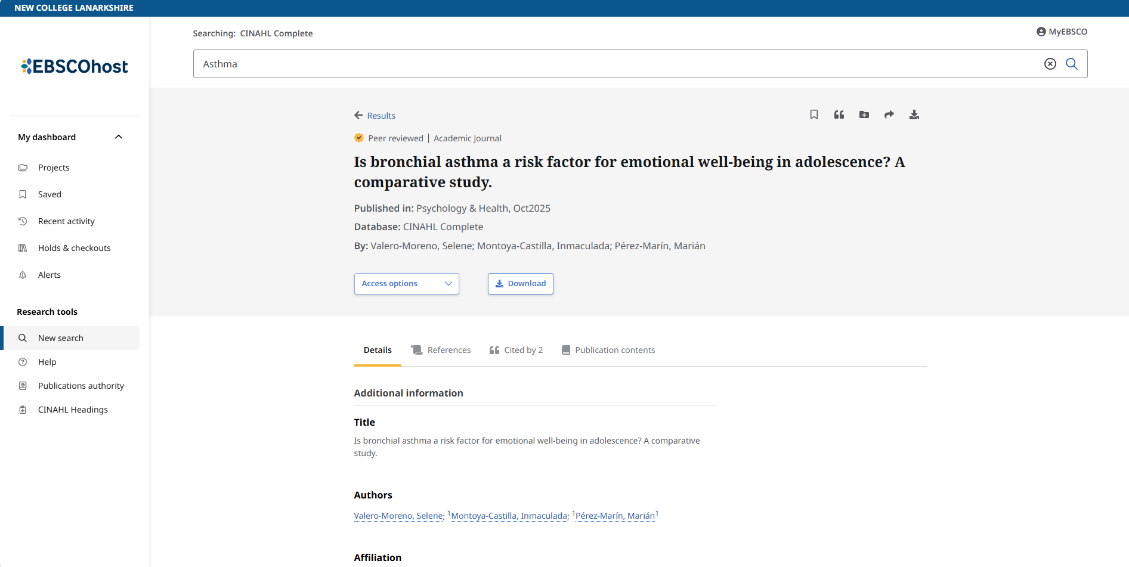 NEW COLLEGE LANARKSHIRE
Searching: CINAHL Complete
MyEBSCO
EBSCOhost
Asthma
My dashboard
Projects
Saved
Recent activity
Holds & checkouts
Alerts
Research tools
New search
Help
Publications authority
CINAHL Headings
Results
Peer reviewed | Academic Journal
Is bronchial asthma a risk factor for emotional well-being in adolescence? A
comparative study.
Published in: Psychology & Health, Oct2025
Database: CINAHL Complete
By: Valero-Moreno, Selene; Montoya-Castilla, Inmaculada; Pérez-Marín, Marián
Access options
Download
Details
References
Cited by 2
Publication contents
Additional information
Title
Is bronchial asthma a risk factor for emotional well-being in adolescence? A comparative
study.
Authors
Valero-Moreno, Selene; ¹Montoya-Castilla, Inmaculada; ¹Pérez-Marín, Marián¹
Affiliation